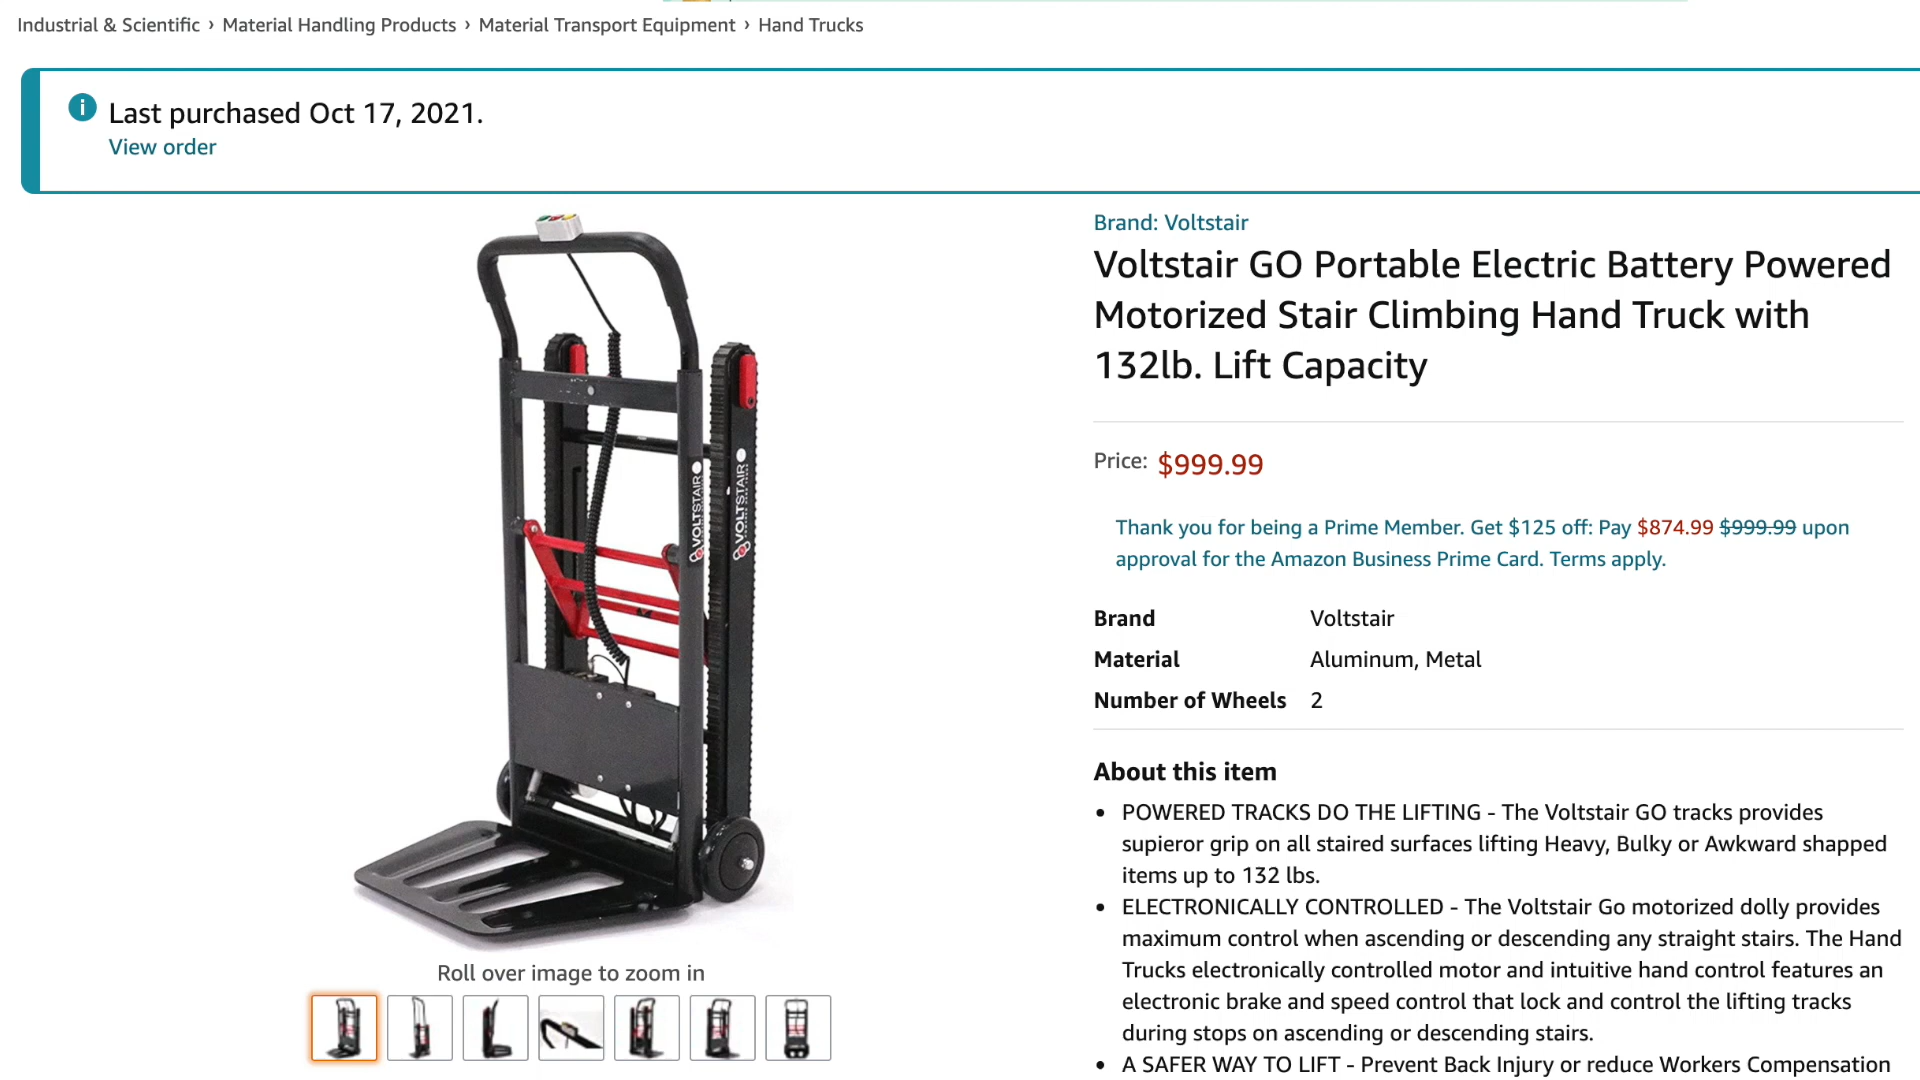 Industrial & Scientific › Material Handling Products › Material Transport Equipment › Hand Trucks
Last purchased Oct 17, 2021.
View order
Brand: Voltstair
Voltstair GO Portable Electric Battery Powered
Motorized Stair Climbing Hand Truck with
132lb. Lift Capacity
Price: $999.99
Thank you for being a Prime Member. Get $125 off: Pay $874.99 $999.99 upon
approval for the Amazon Business Prime Card. Terms apply.
Brand Voltstair
Material Aluminum, Metal
Number of Wheels 2
About this item
• POWERED TRACKS DO THE LIFTING - The Voltstair GO tracks provides
supieror grip on all staired surfaces lifting Heavy, Bulky or Awkward shapped
items up to 132 lbs.
• ELECTRONICALLY CONTROLLED - The Voltstair Go motorized dolly provides
maximum control when ascending or descending any straight stairs. The Hand
Trucks electronically controlled motor and intuitive hand control features an
electronic brake and speed control that lock and control the lifting tracks
during stops on ascending or descending stairs.
• A SAFER WAY TO LIFT - Prevent Back Injury or reduce Workers Compensation
VOLTSTAIR
VOLTSTAIR
Roll over image to zoom in